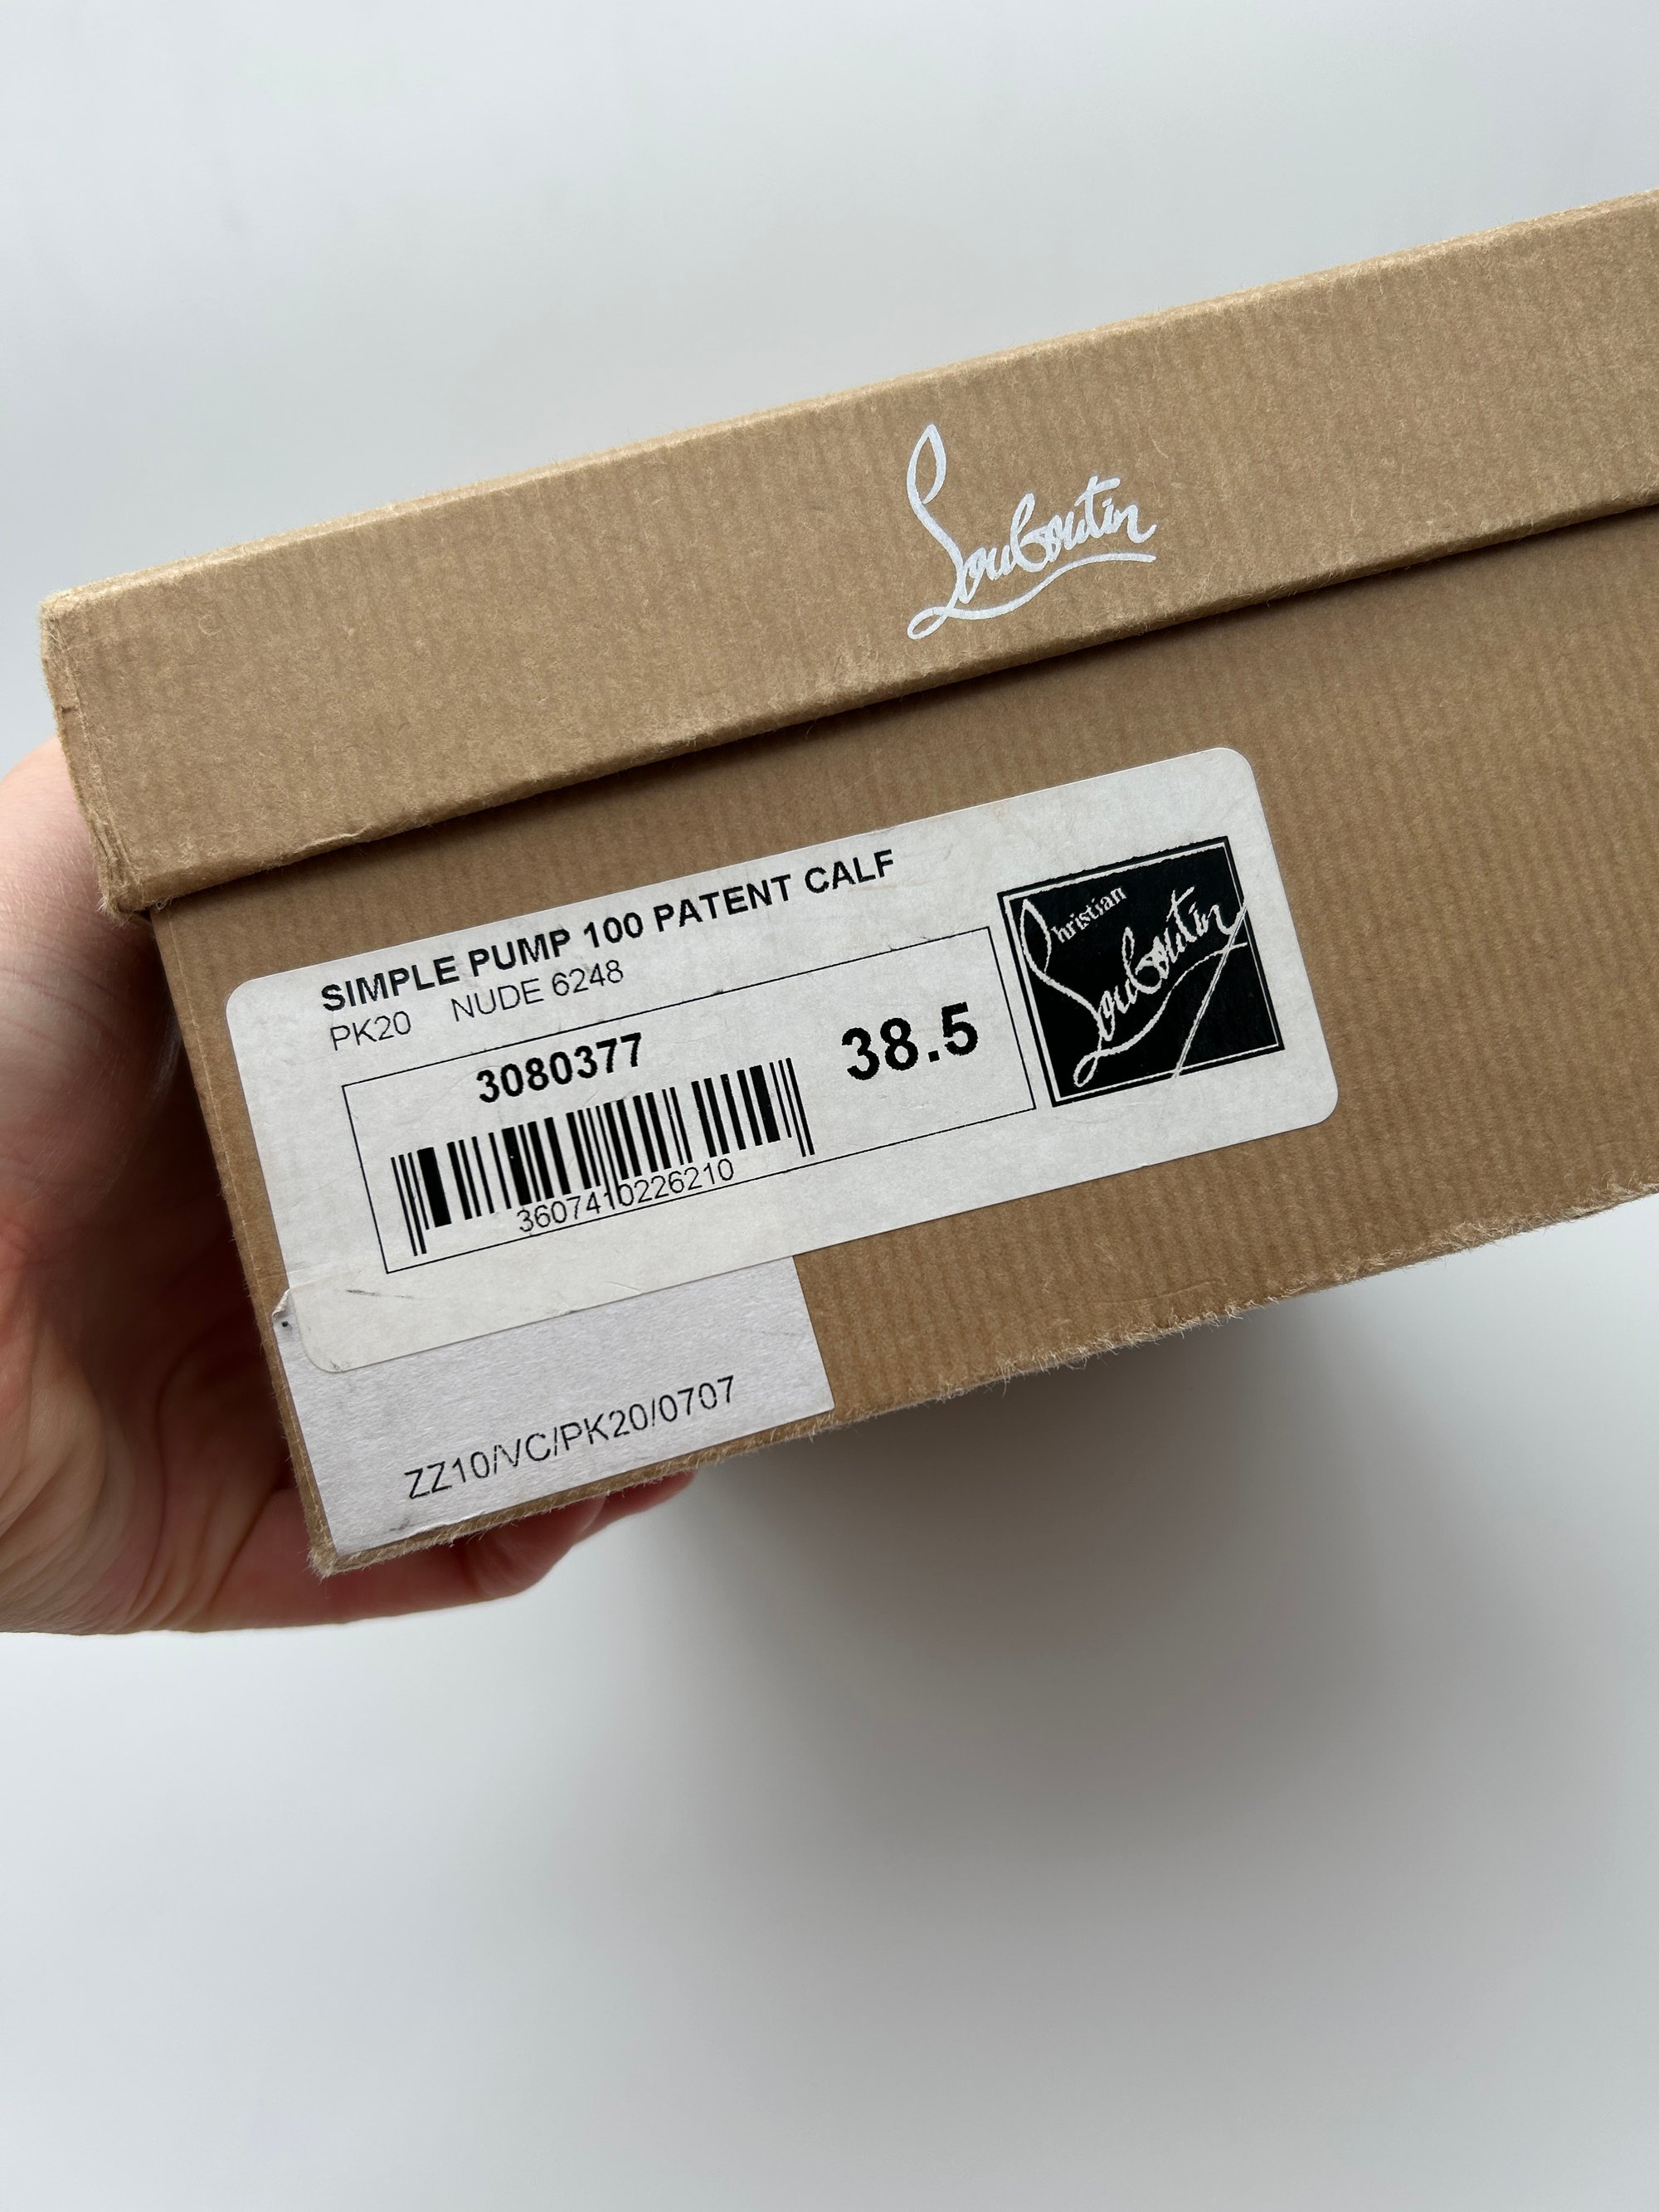 Louboutin
SIMPLE PUMP 100 PATENT CALF
PK20 NUDE 6248
3080377
38.5
3607410226210
Christian
Louboutin
ZZ10/VC/PK20/0707